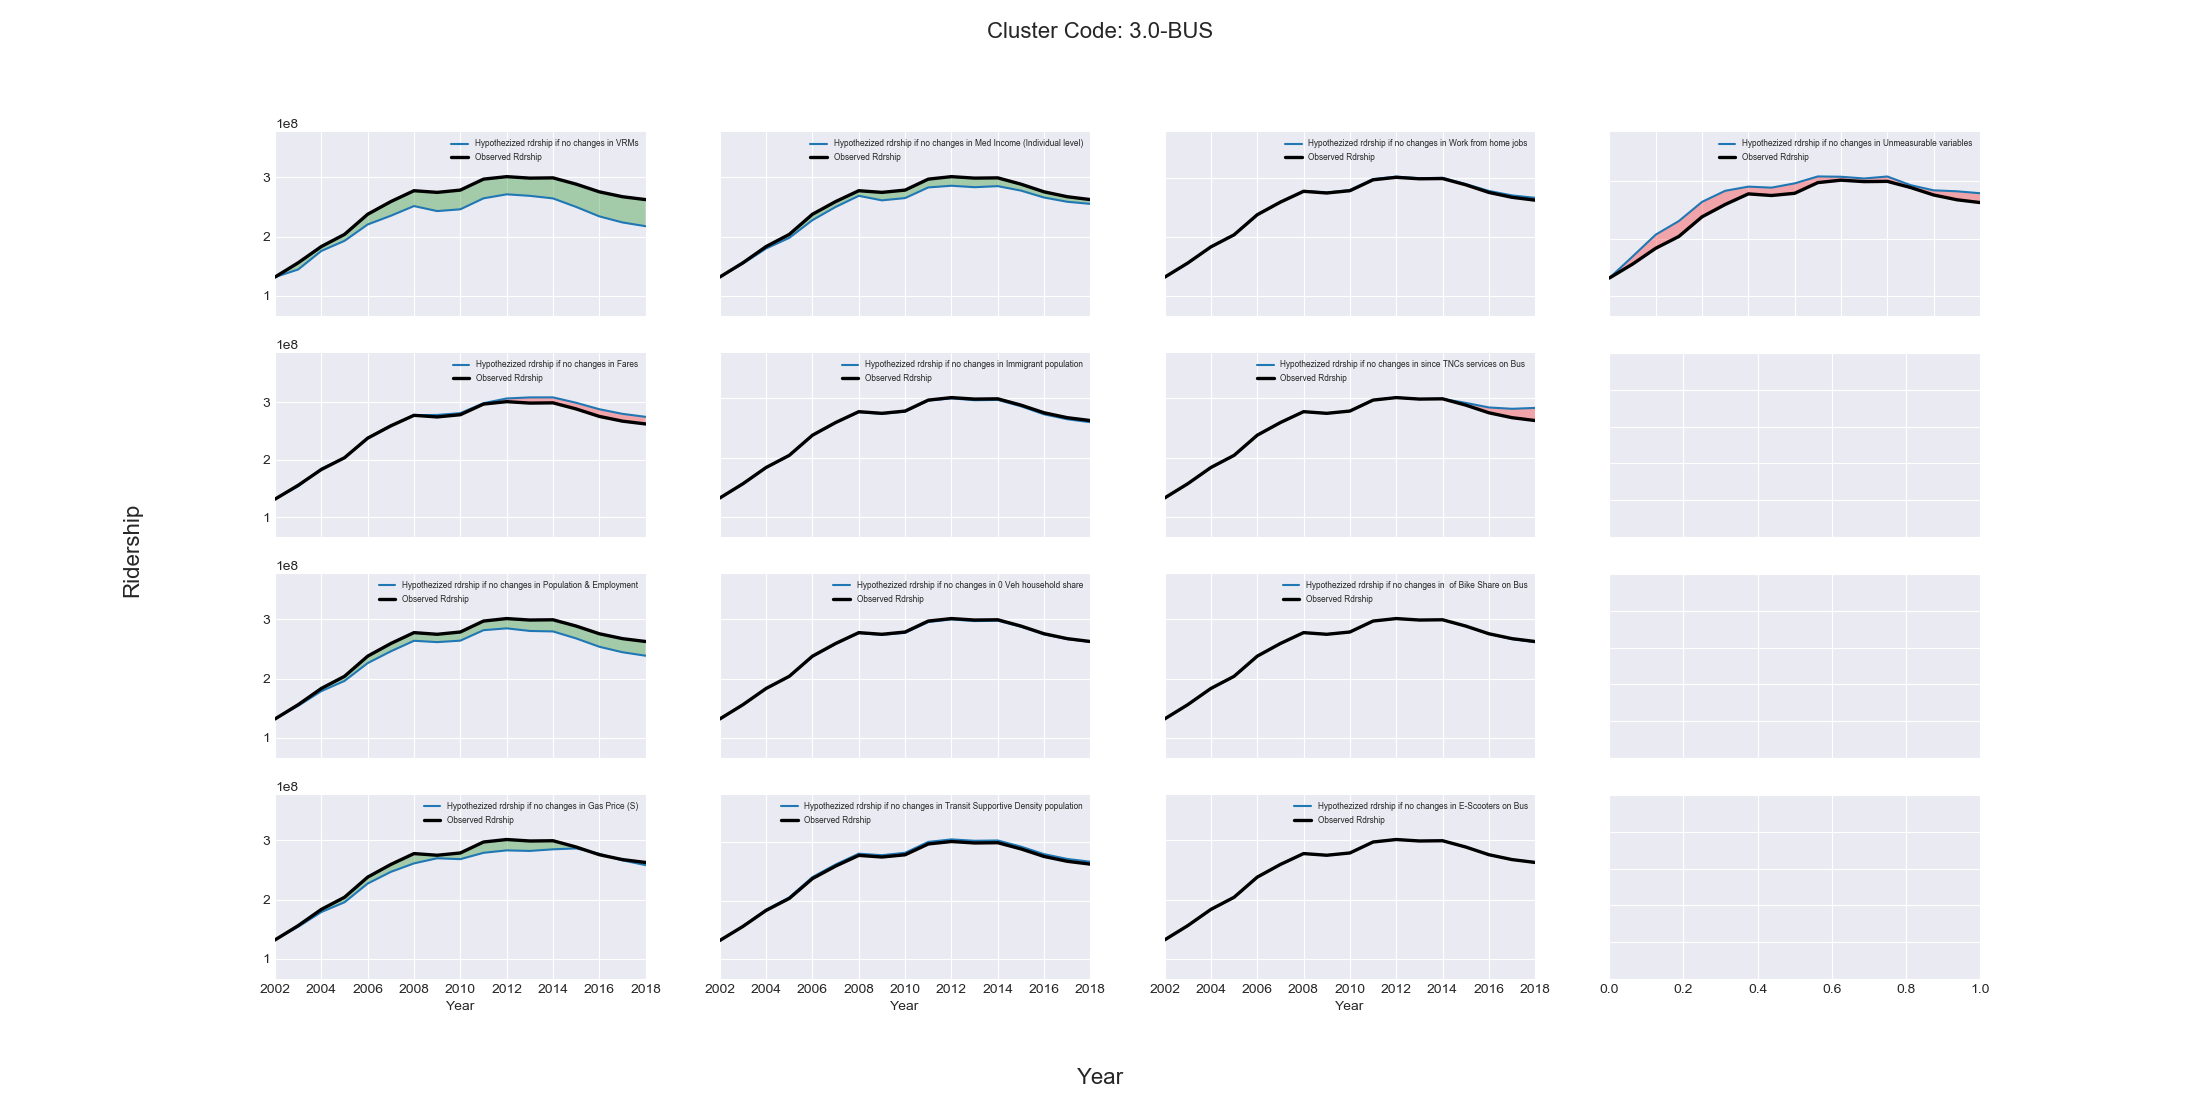 Cluster Code: 3.0-BUS
1e8
Hypothezized rdrship if no changes in VRMs
Observed Rdrship
3
2
1
Hypothezized rdrship if no changes in Med Income (Individual level)
Observed Rdrship
Hypothezized rdrship if no changes in Work from home jobs
Observed Rdrship
Hypothezized rdrship if no changes in Unmeasurable variables
Observed Rdrship
1e8
Hypothezized rdrship if no changes in Fares
Observed Rdrship
3
2
1
Hypothezized rdrship if no changes in Immigrant population
Observed Rdrship
Hypothezized rdrship if no changes in since TNCs services on Bus
Observed Rdrship
Ridership
1e8
Hypothezized rdrship if no changes in Population & Employment
Observed Rdrship
3
2
1
Hypothezized rdrship if no changes in 0 Veh household share
Observed Rdrship
Hypothezized rdrship if no changes in  of Bike Share on Bus
Observed Rdrship
1e8
Hypothezized rdrship if no changes in Gas Price (S)
Observed Rdrship
3
2
1
2002 2004 2006 2008 2010 2012 2014 2016 2018
Year
Hypothezized rdrship if no changes in Transit Supportive Density population
Observed Rdrship
2002 2004 2006 2008 2010 2012 2014 2016 2018
Year
Hypothezized rdrship if no changes in E-Scooters on Bus
Observed Rdrship
2002 2004 2006 2008 2010 2012 2014 2016 2018
Year
0.0 0.2 0.4 0.6 0.8 1.0
Year